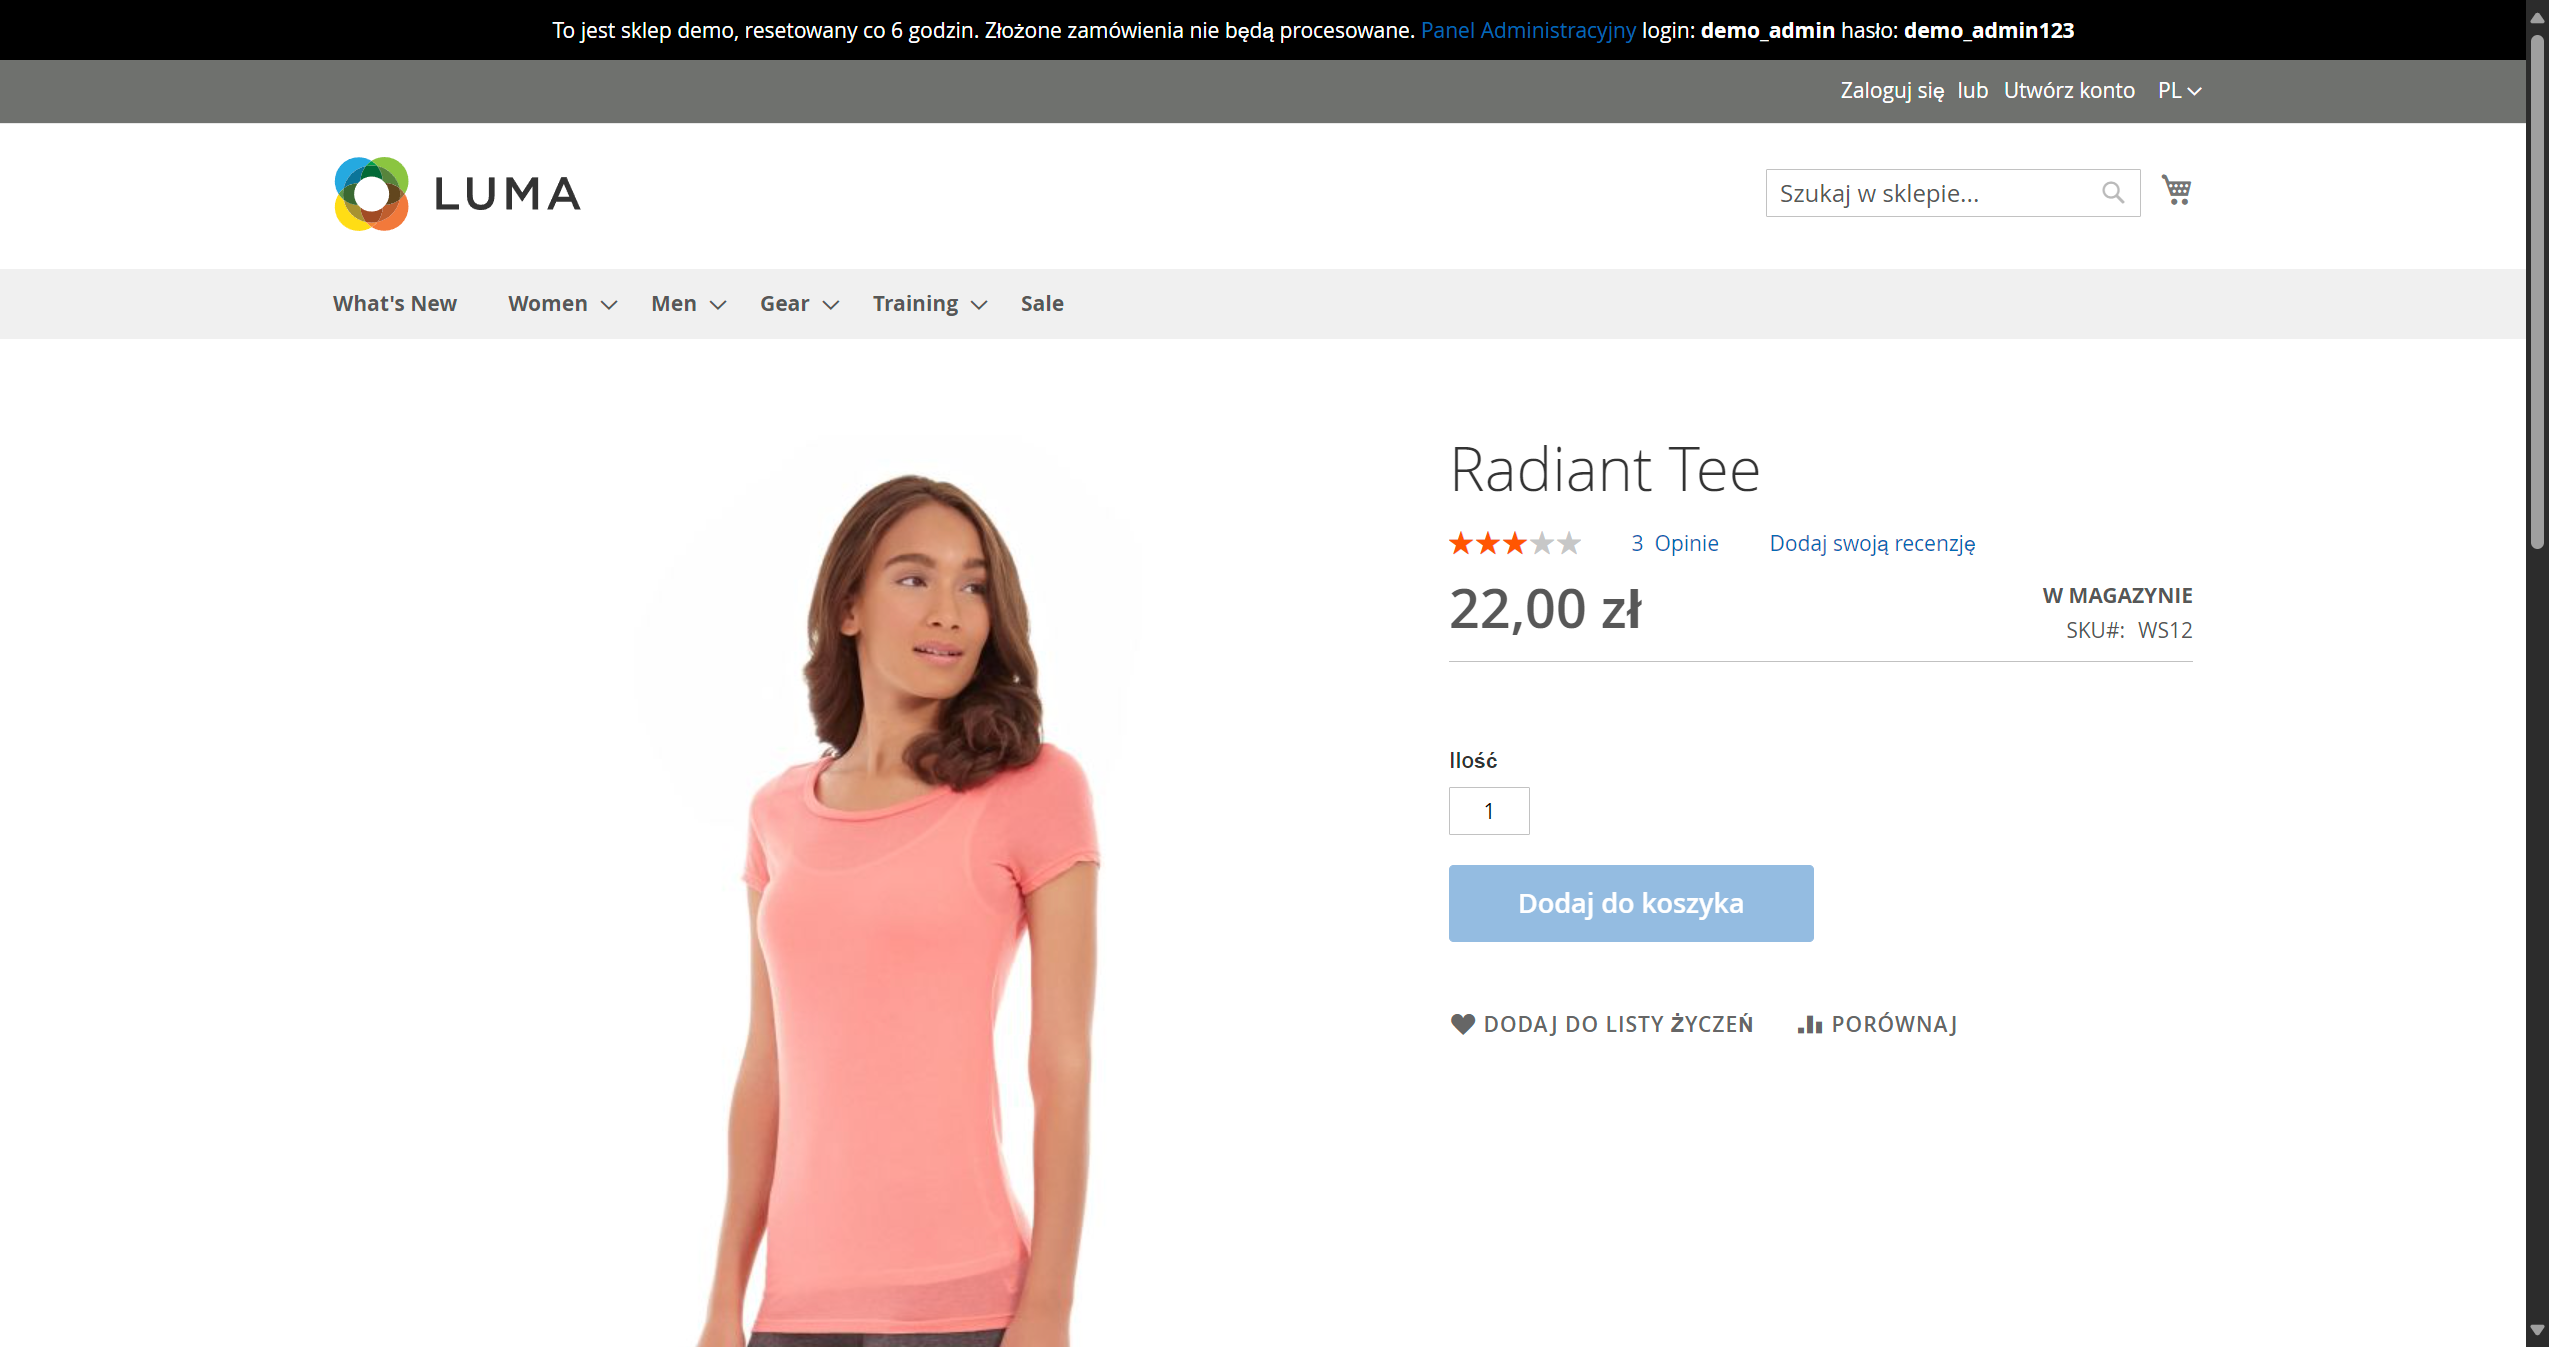 To jest sklep demo, resetowany co 6 godzin. Złożone zamówienia nie będą procesowane. Panel Administracyjny login: demo_admin hasło: demo_admin123
Zaloguj się lub Utwórz konto PL
LUMA
Szukaj w sklepie...
What's New Women Men Gear Training Sale
Radiant Tee
3 Opinie Dodaj swoją recenzję
22,00 zł
W MAGAZYNIE
SKU#: WS12
Ilość
1
Dodaj do koszyka
DODAJ DO LISTY ŻYCZEŃ PORÓWNAJ